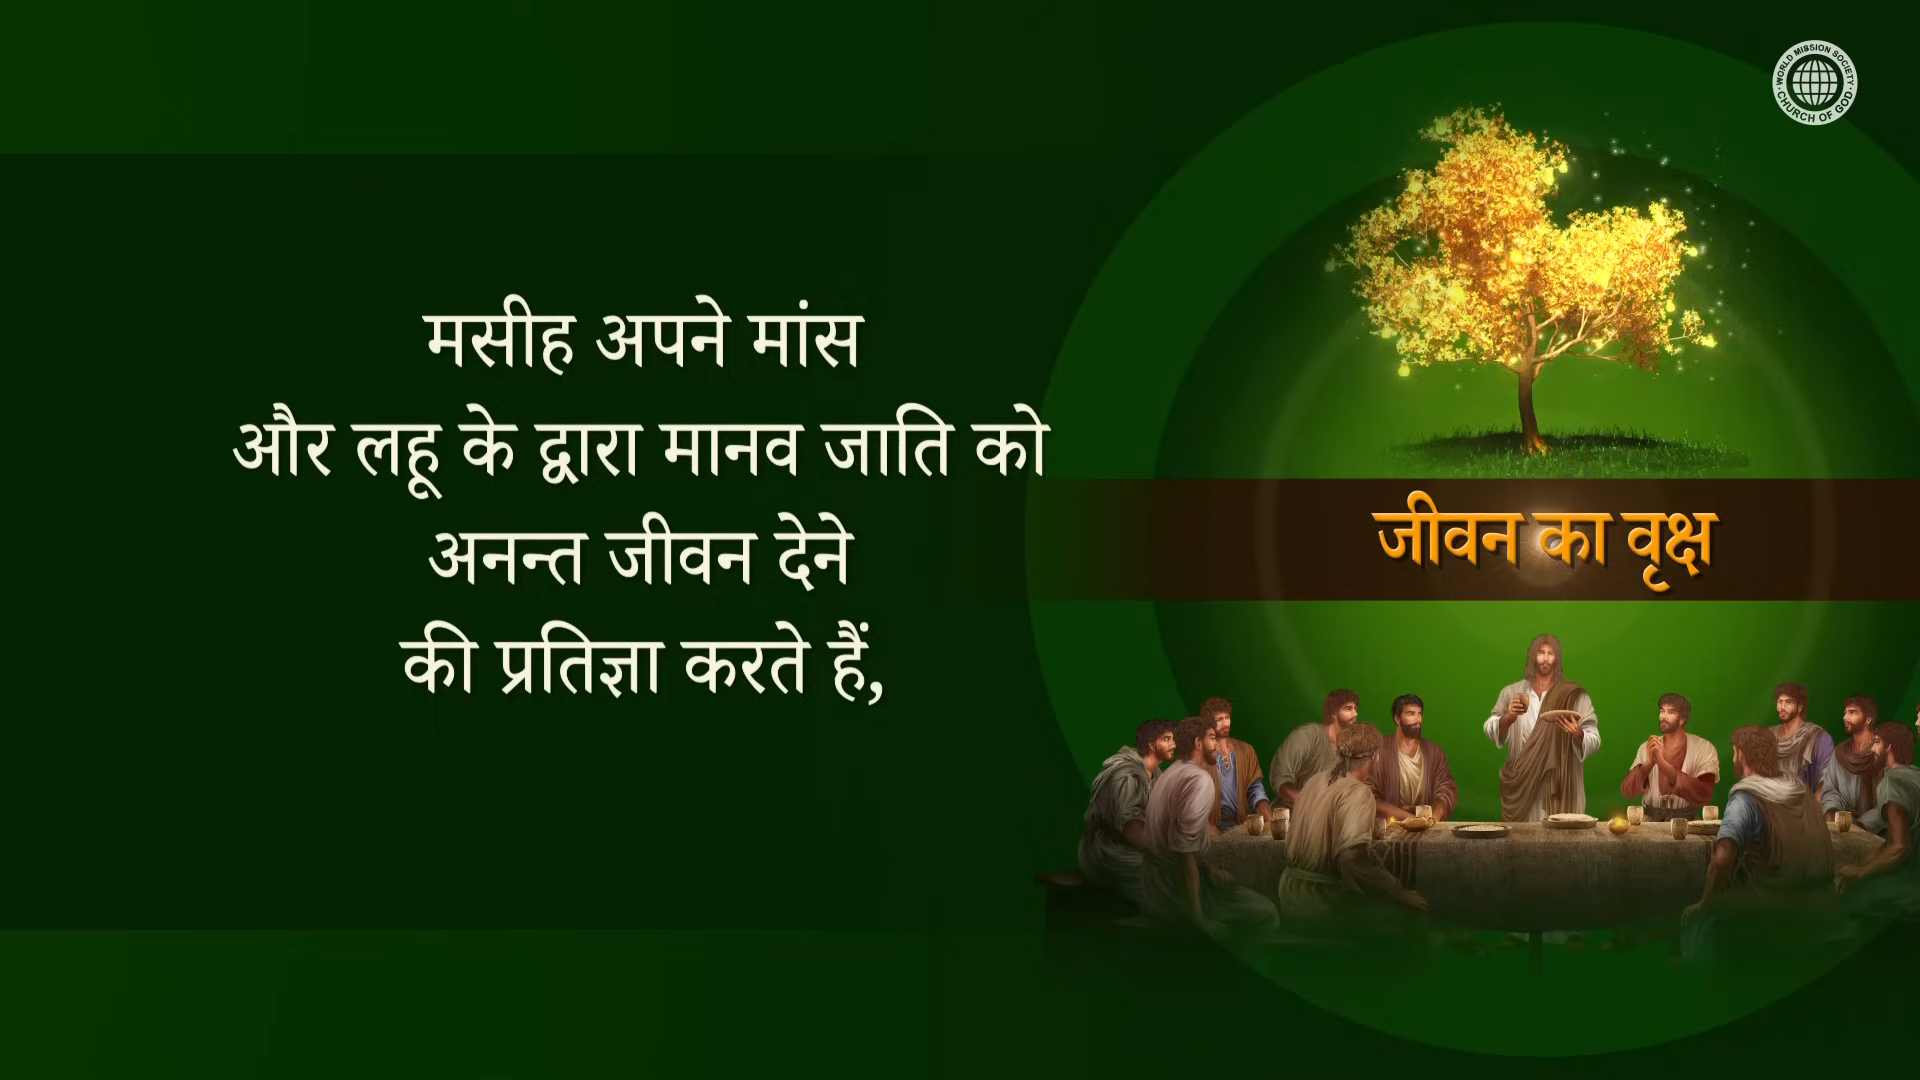 मसीह अपने मांस
और लहू के द्वारा मानव जाति को
अनन्त जीवन देने
की प्रतिज्ञा करते हैं,
जीवन का वृक्ष
WORLD MISSION SOCIETY
CHURCH OF GOD